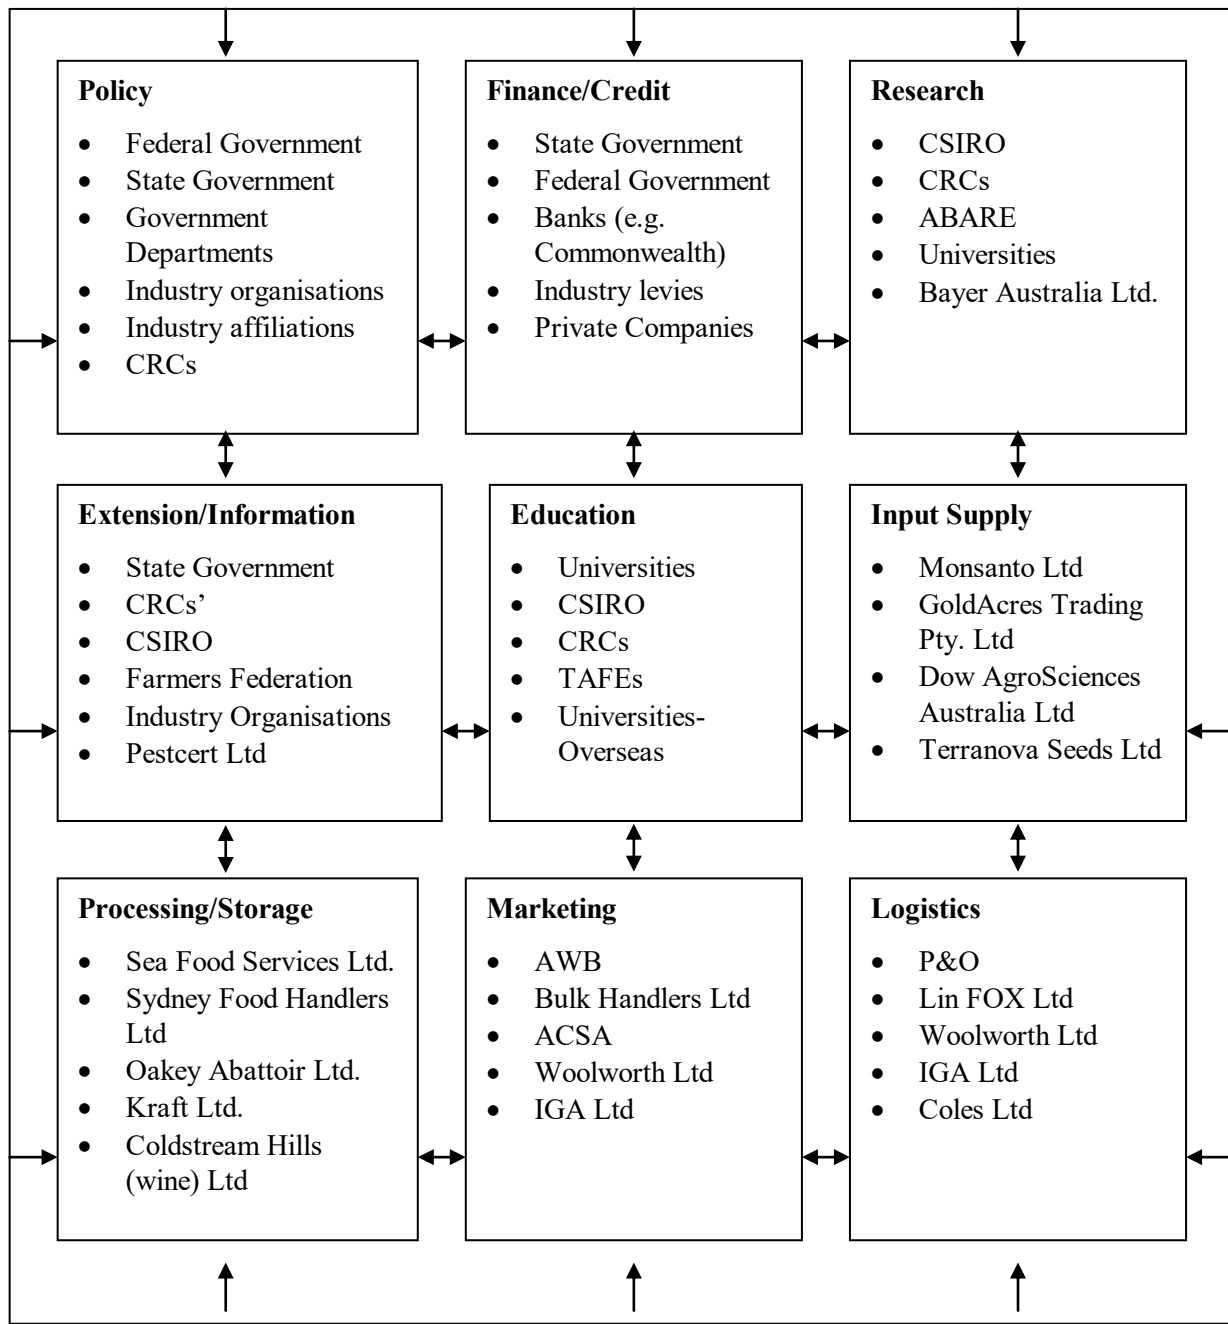 Policy
• Federal Government
• State Government
• Government
Departments
• Industry organisations
• Industry affiliations
• CRCs
Finance/Credit
• State Government
• Federal Government
• Banks (e.g.
Commonwealth)
• Industry levies
• Private Companies
Research
• CSIRO
• CRCs
• ABARE
• Universities
• Bayer Australia Ltd.
Extension/Information
• State Government
• CRCs’
• CSIRO
• Farmers Federation
• Industry Organisations
• Pestcert Ltd
Education
• Universities
• CSIRO
• CRCs
• TAFEs
• Universities-
Overseas
Input Supply
• Monsanto Ltd
• GoldAcres Trading
Pty. Ltd
• Dow AgroSciences
Australia Ltd
• Terranova Seeds Ltd
Processing/Storage
• Sea Food Services Ltd.
• Sydney Food Handlers
Ltd
• Oakey Abattoir Ltd.
• Kraft Ltd.
• Coldstream Hills
(wine) Ltd
Marketing
• AWB
• Bulk Handlers Ltd
• ACSA
• Woolworth Ltd
• IGA Ltd
Logistics
• P&O
• Lin FOX Ltd
• Woolworth Ltd
• IGA Ltd
• Coles Ltd